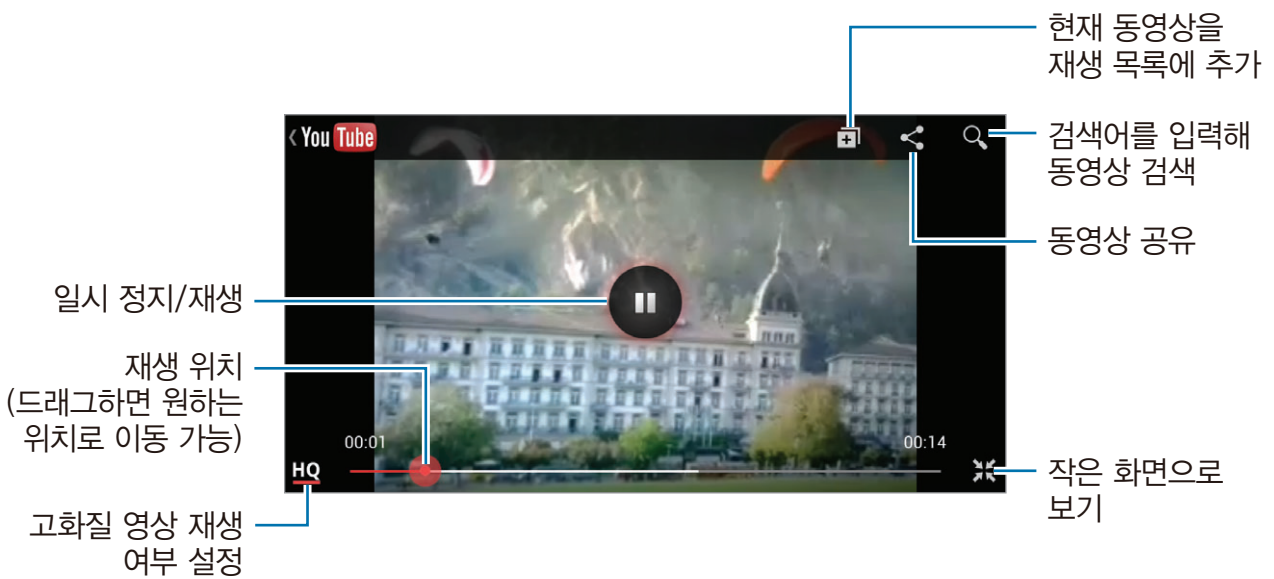 현재 동영상을
재생 목록에 추가
You Tube
검색어를 입력해
동영상 검색
동영상 공유
일시 정지/재생
재생 위치
(드래그하면 원하는
위치로 이동 가능)
00:01
00:14
HQ
작은 화면으로
보기
고화질 영상 재생
여부 설정